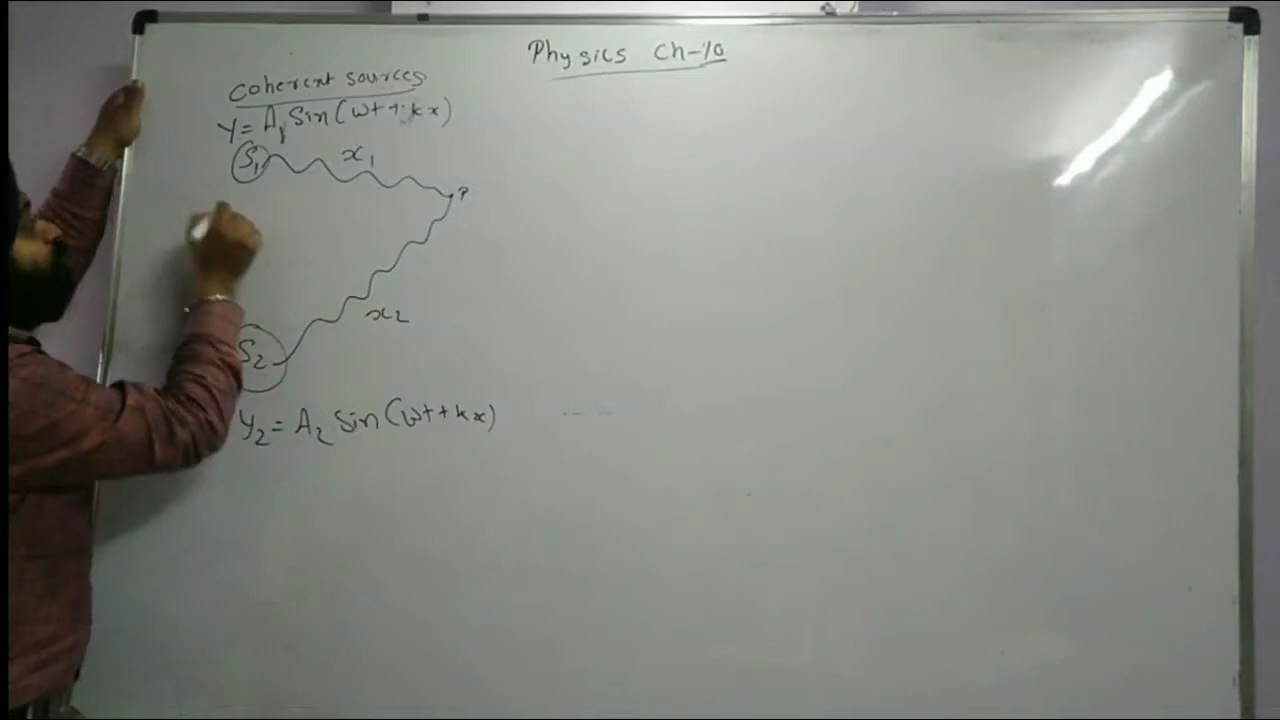 Physics Ch-10
Coherent sources
Y = A₁ Sin(ωt + kx)
S₁ x₁ P
x₂
S₂
Y₂ = A₂ Sin(ωt + kx)